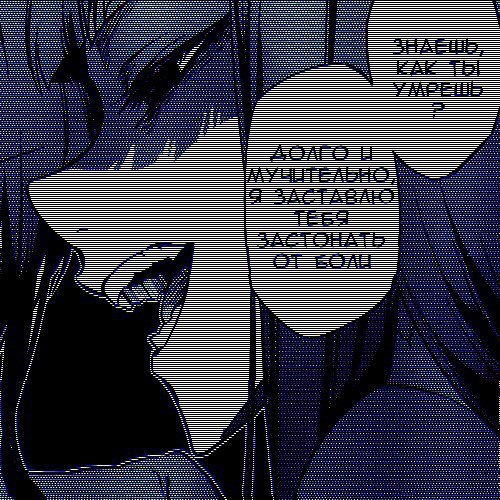 ЗНАЕШЬ,
КАК ТЫ
УМРЕШЬ
?
ДОЛГО И
МУЧИТЕЛЬНО,
Я ЗАСТАВЛЮ
ТЕБЯ
ЗАСТОНАТЬ
ОТ БОЛИ